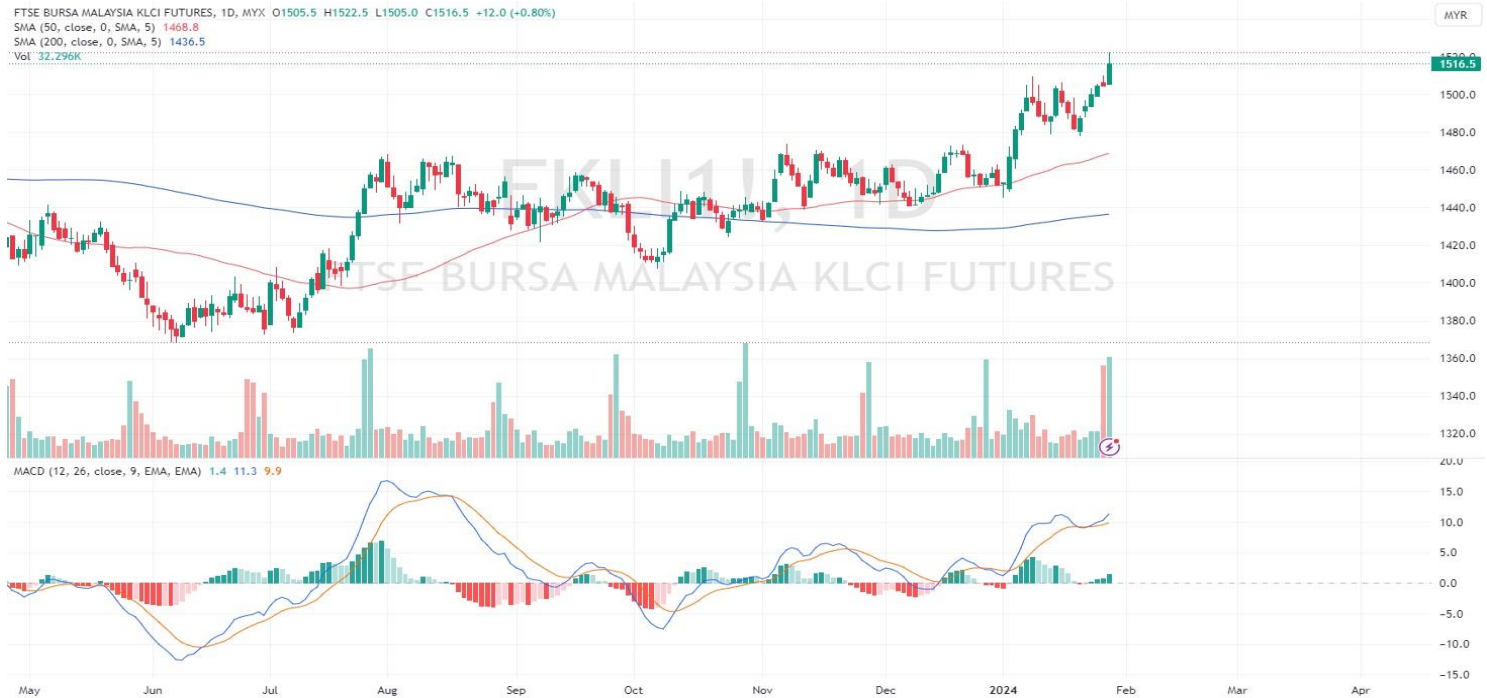 FTSE BURSA MALAYSIA KLCI FUTURES, 1D, MYX O1505.5 H1522.5 L1505.0 C1516.5 +12.0 (+0.80%)
SMA (50, close, 0, SMA, 5) 1468.8
SMA (200, close, 0, SMA, 5) 1436.5
Vol 32.296K
MYR
1520.0
1516.5
1500.0
1480.0
1460.0
1440.0
1420.0
1400.0
1380.0
1360.0
1340.0
1320.0
FKLI1!, 1D
FTSE BURSA MALAYSIA KLCI FUTURES
MACD (12, 26, close, 9, EMA, EMA) 1.4 11.3 9.9
20.0
15.0
10.0
5.0
0.0
−5.0
−10.0
−15.0
May Jun Jul Aug Sep Oct Nov Dec 2024 Feb Mar Apr